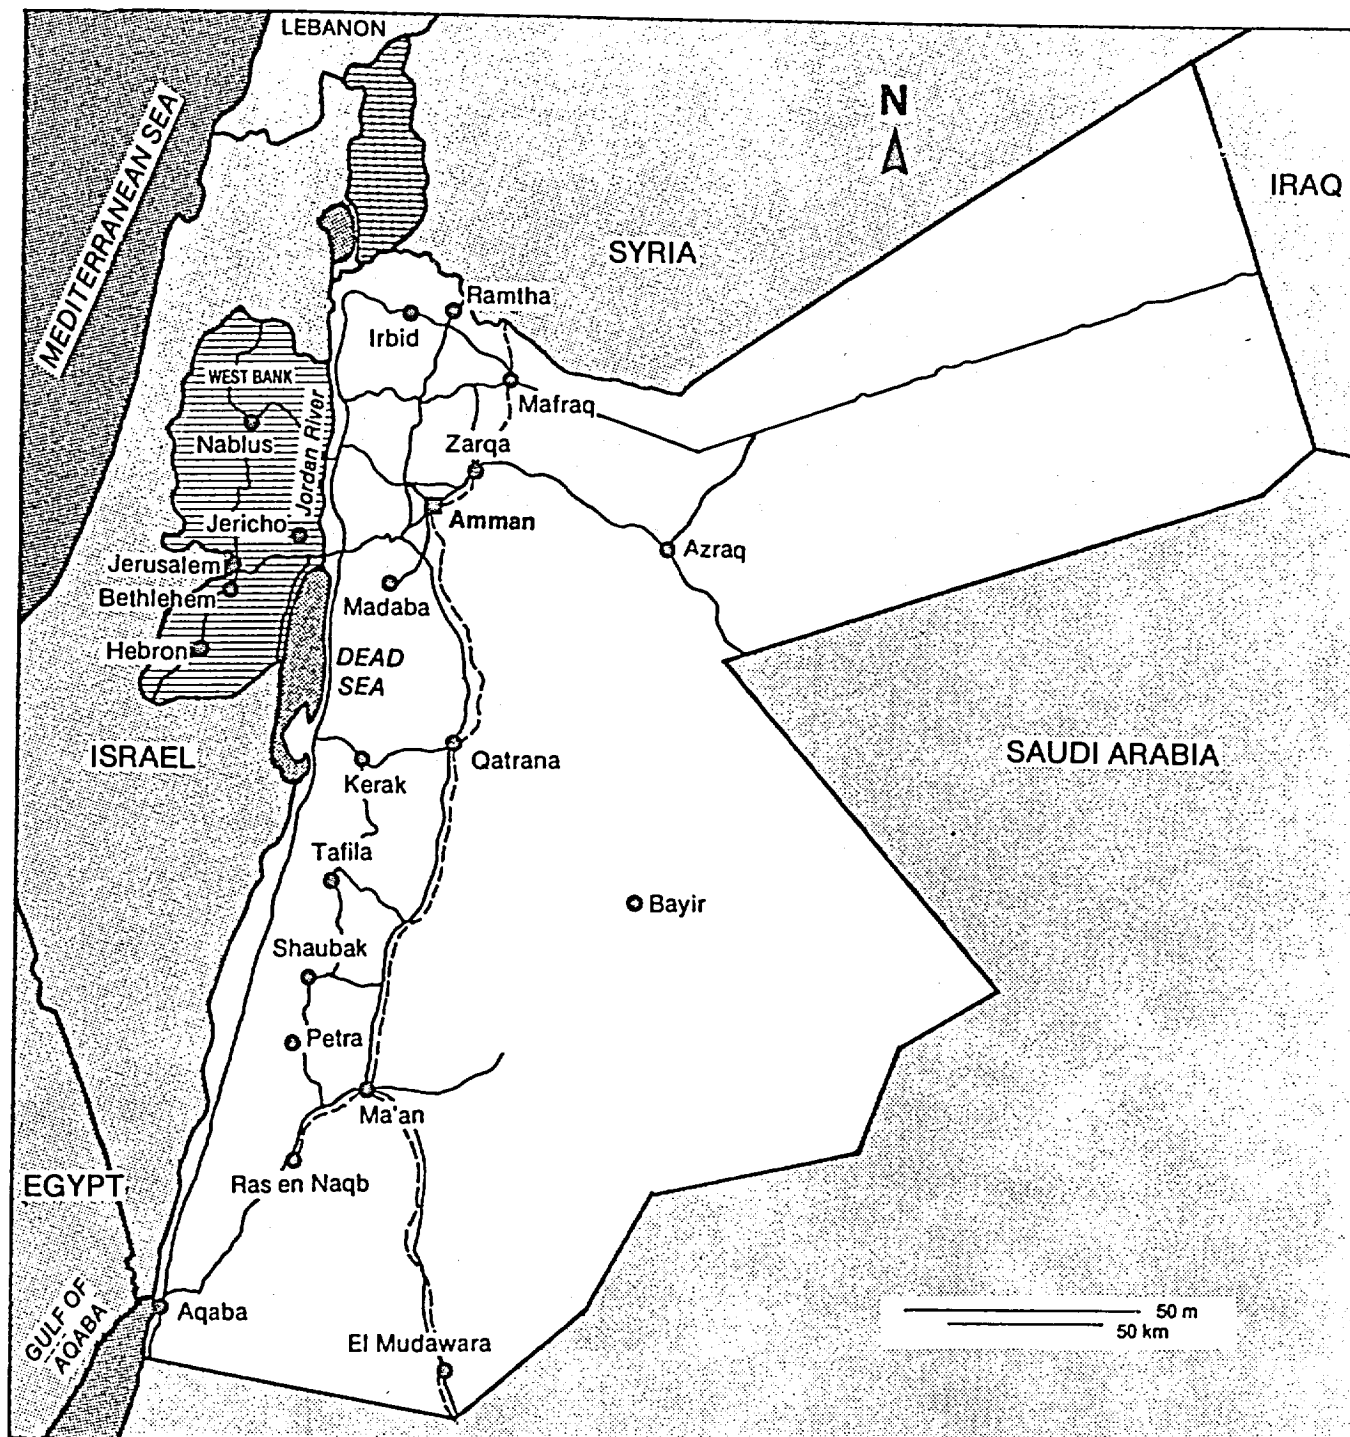 LEBANON
MEDITERRANEAN SEA
N
IRAQ
SYRIA
Ramtha
Irbid
WEST BANK
Mafraq
Jordan River
Nablus
Zarqa
Jericho
Amman
Azraq
Jerusalem
Bethlehem
Madaba
Hebron
DEAD
SEA
ISRAEL
SAUDI ARABIA
Qatrana
Kerak
Tafila
Bayir
Shaubak
Petra
Ma'an
Ras en Naqb
EGYPT
GULF OF
AQABA
Aqaba
50 m
50 km
El Mudawara